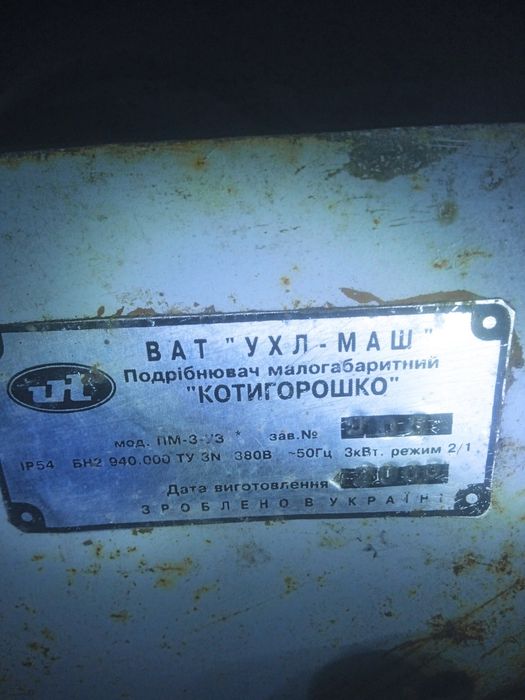 ВАТ "УХЛ-МАШ"
Подрібнювач малогабаритний
"КОТИГОРОШКО"
мод. ПМ-3-У3 * зав.№
IP54 БН2 940.000 ТУ 3N 380В ~50Гц 3кВт. режим 2/1
Дата виготовлення
ЗРОБЛЕНО В УКРАЇНІ